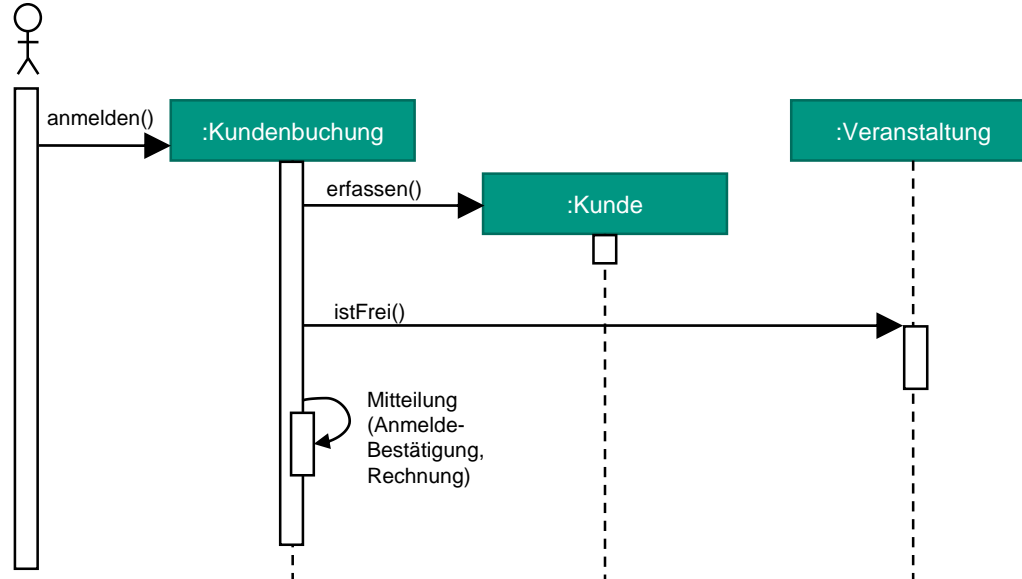 anmelden()
:Kundenbuchung
:Veranstaltung
erfassen()
:Kunde
istFrei()
Mitteilung
(Anmelde-
Bestätigung,
Rechnung)